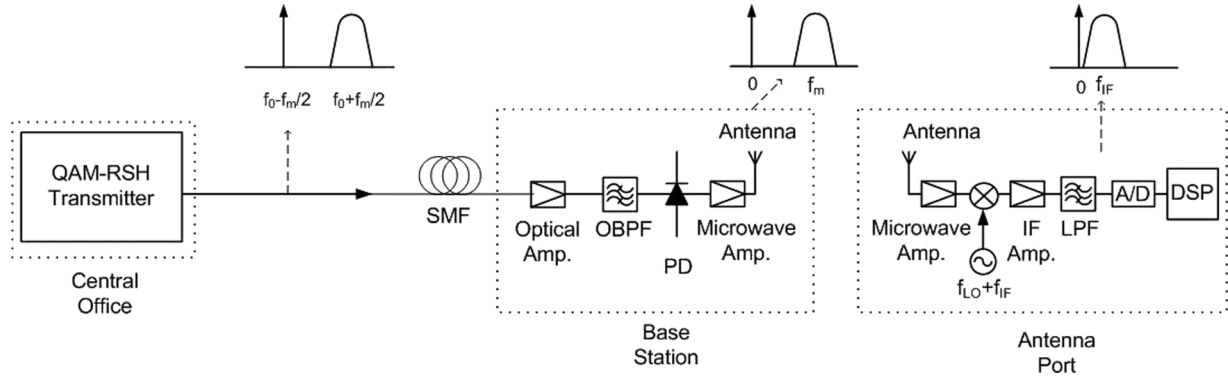 f0-fm/2 f0+fm/2
0 fm
0 fIF
QAM-RSH
Transmitter
Central
Office
SMF
Optical
Amp.
OBPF
PD
Antenna
Microwave
Amp.
Base
Station
Antenna
Microwave
Amp.
fLO+fIF
IF
Amp.
LPF
A/D
DSP
Antenna
Port